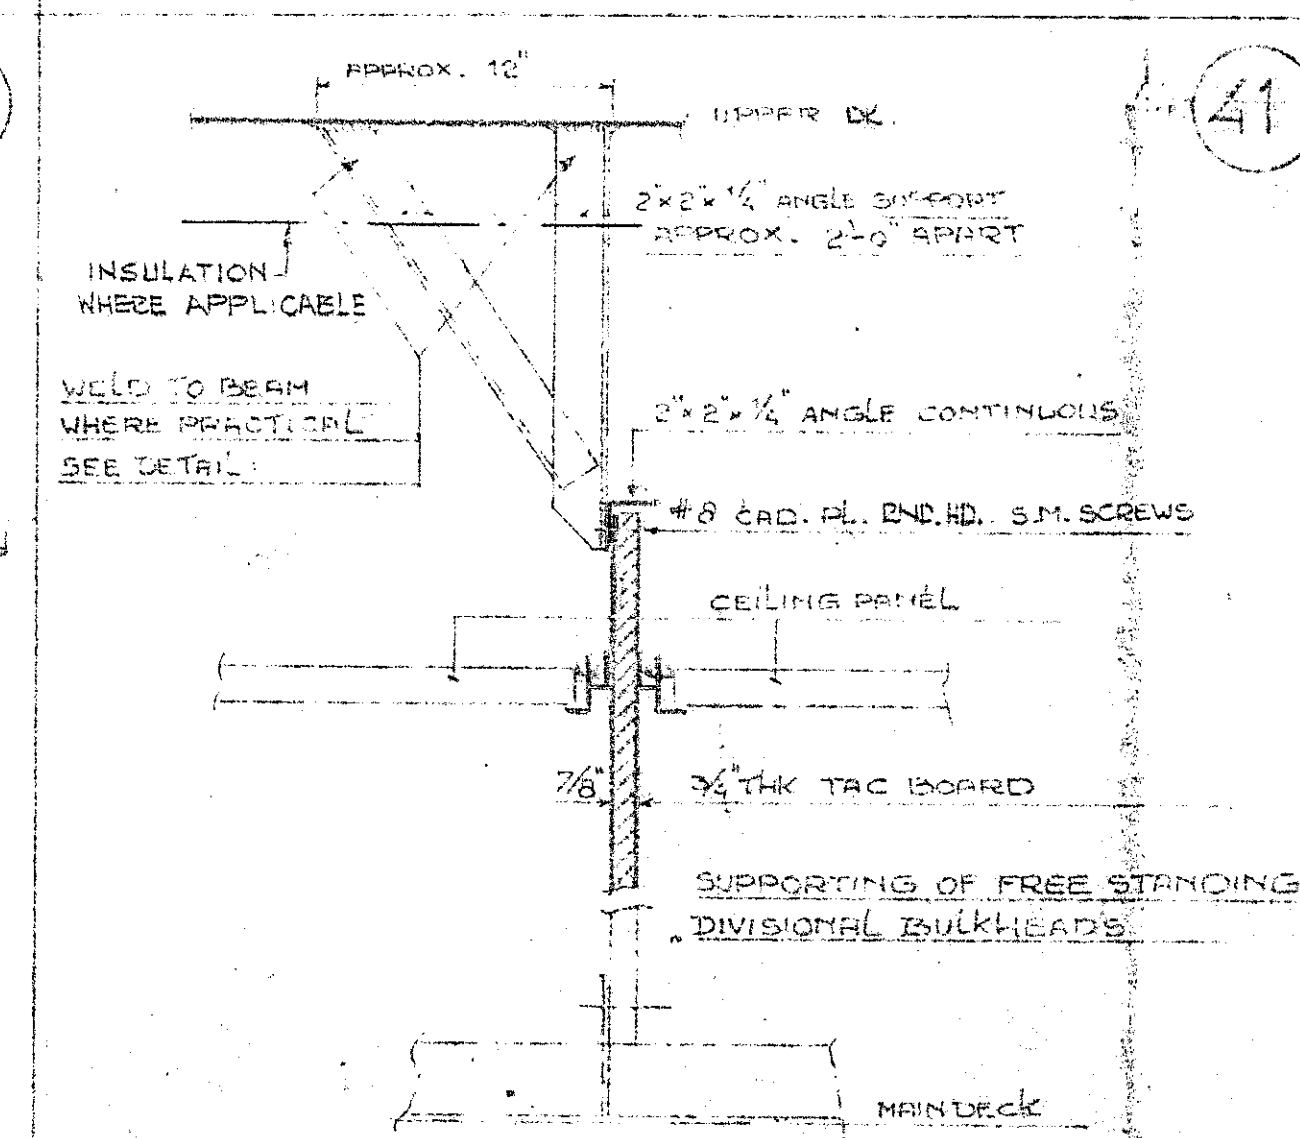 APPROX. 12"
UPPER DK.
41
2"x2"x1/4" ANGLE SUPPORT
APPROX. 2'-0" APART
INSULATION
WHERE APPLICABLE
WELD TO BEAM
WHERE PRACTICAL
SEE DETAIL:
2"x2"x1/4" ANGLE CONTINUOUS
#8 CAD. PL. RND. HD. S.M. SCREWS
CEILING PANEL
7/8"
3/4" THK TAC BOARD
SUPPORTING OF FREE STANDING
DIVISIONAL BULKHEADS
MAIN DECK